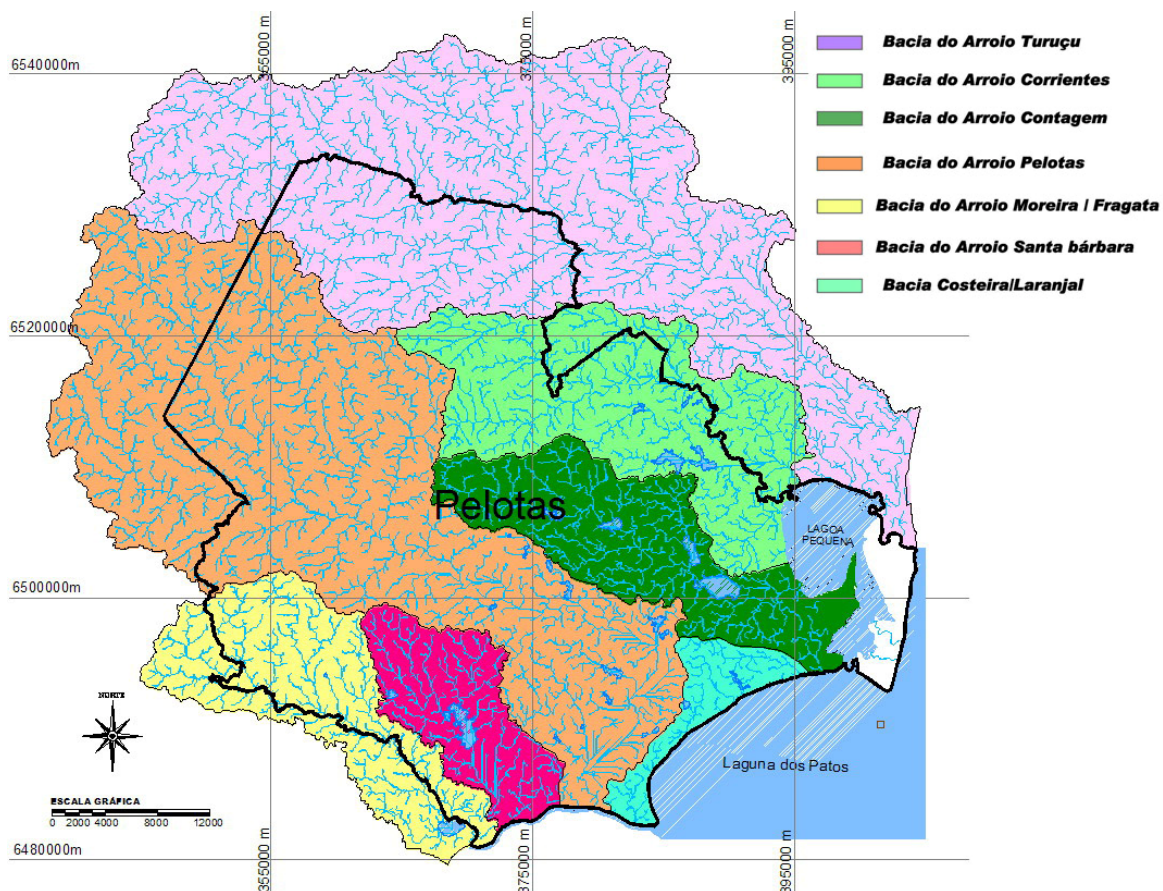 355000 m
375000 m
395000 m
6540000m
6520000m
6500000m
6480000m
Bacia do Arroio Turuçu
Bacia do Arroio Corrientes
Bacia do Arroio Contagem
Bacia do Arroio Pelotas
Bacia do Arroio Moreira / Fragata
Bacia do Arroio Santa bárbara
Bacia Costeira/Laranjal
Pelotas
LAGOA
PEQUENA
NORTE
Laguna dos Patos
ESCALA GRÁFICA
0 2000 4000 8000 12000
355000 m
375000 m
395000 m